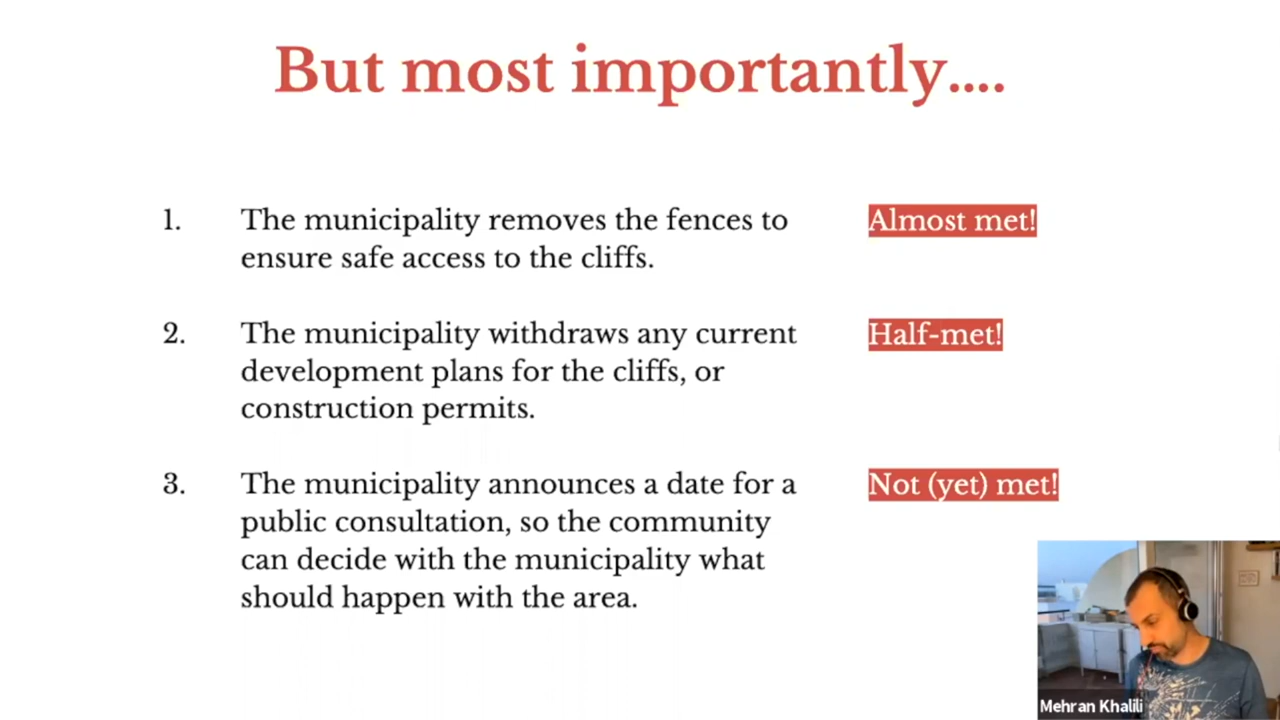 But most importantly....
1. The municipality removes the fences to
ensure safe access to the cliffs.
Almost met!
2. The municipality withdraws any current
development plans for the cliffs, or
construction permits.
Half-met!
3. The municipality announces a date for a
public consultation, so the community
can decide with the municipality what
should happen with the area.
Not (yet) met!
Mehran Khalili